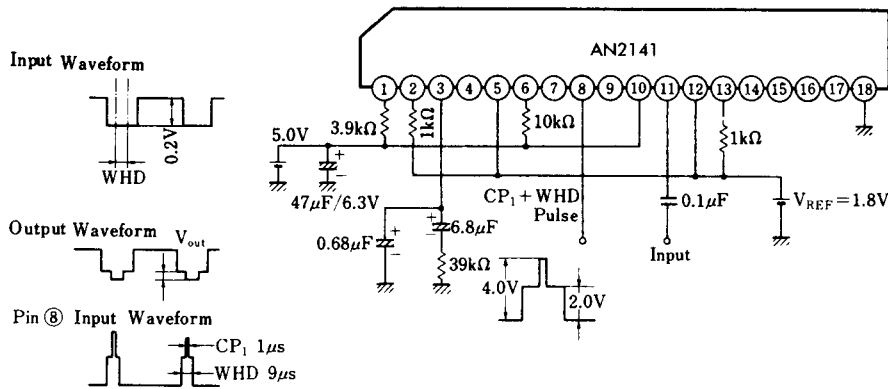 AN2141
1 2 3 4 5 6 7 8 9 10 11 12 13 14 15 16 17 18
Input Waveform
0.2V
WHD
5.0V
3.9kΩ
1kΩ
10kΩ
1kΩ
+
−
47μF/6.3V
CP₁+WHD
Pulse
0.1μF
V_REF=1.8V
Input
Output Waveform
V_out
0.68μF
+
−
6.8μF
+
−
39kΩ
4.0V
2.0V
Pin ⑧ Input Waveform
CP₁ 1μs
WHD 9μs